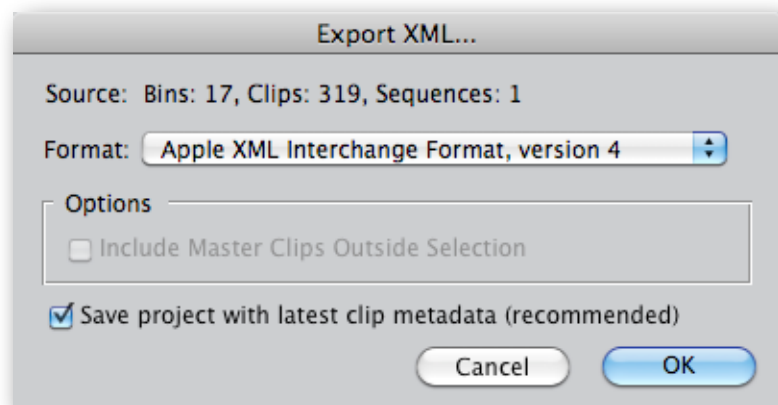 Export XML...
Source: Bins: 17, Clips: 319, Sequences: 1
Format: Apple XML Interchange Format, version 4
Options
Include Master Clips Outside Selection
Save project with latest clip metadata (recommended)
Cancel OK